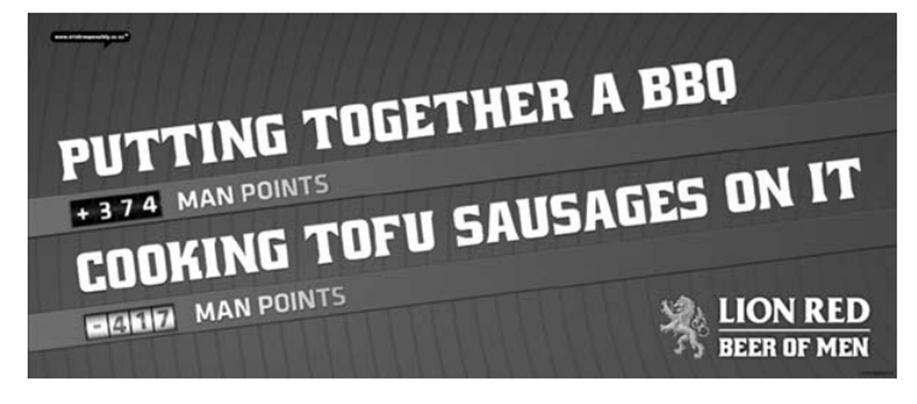 PUTTING TOGETHER A BBQ
+374 MAN POINTS
COOKING TOFU SAUSAGES ON IT
-417 MAN POINTS
LION RED
BEER OF MEN